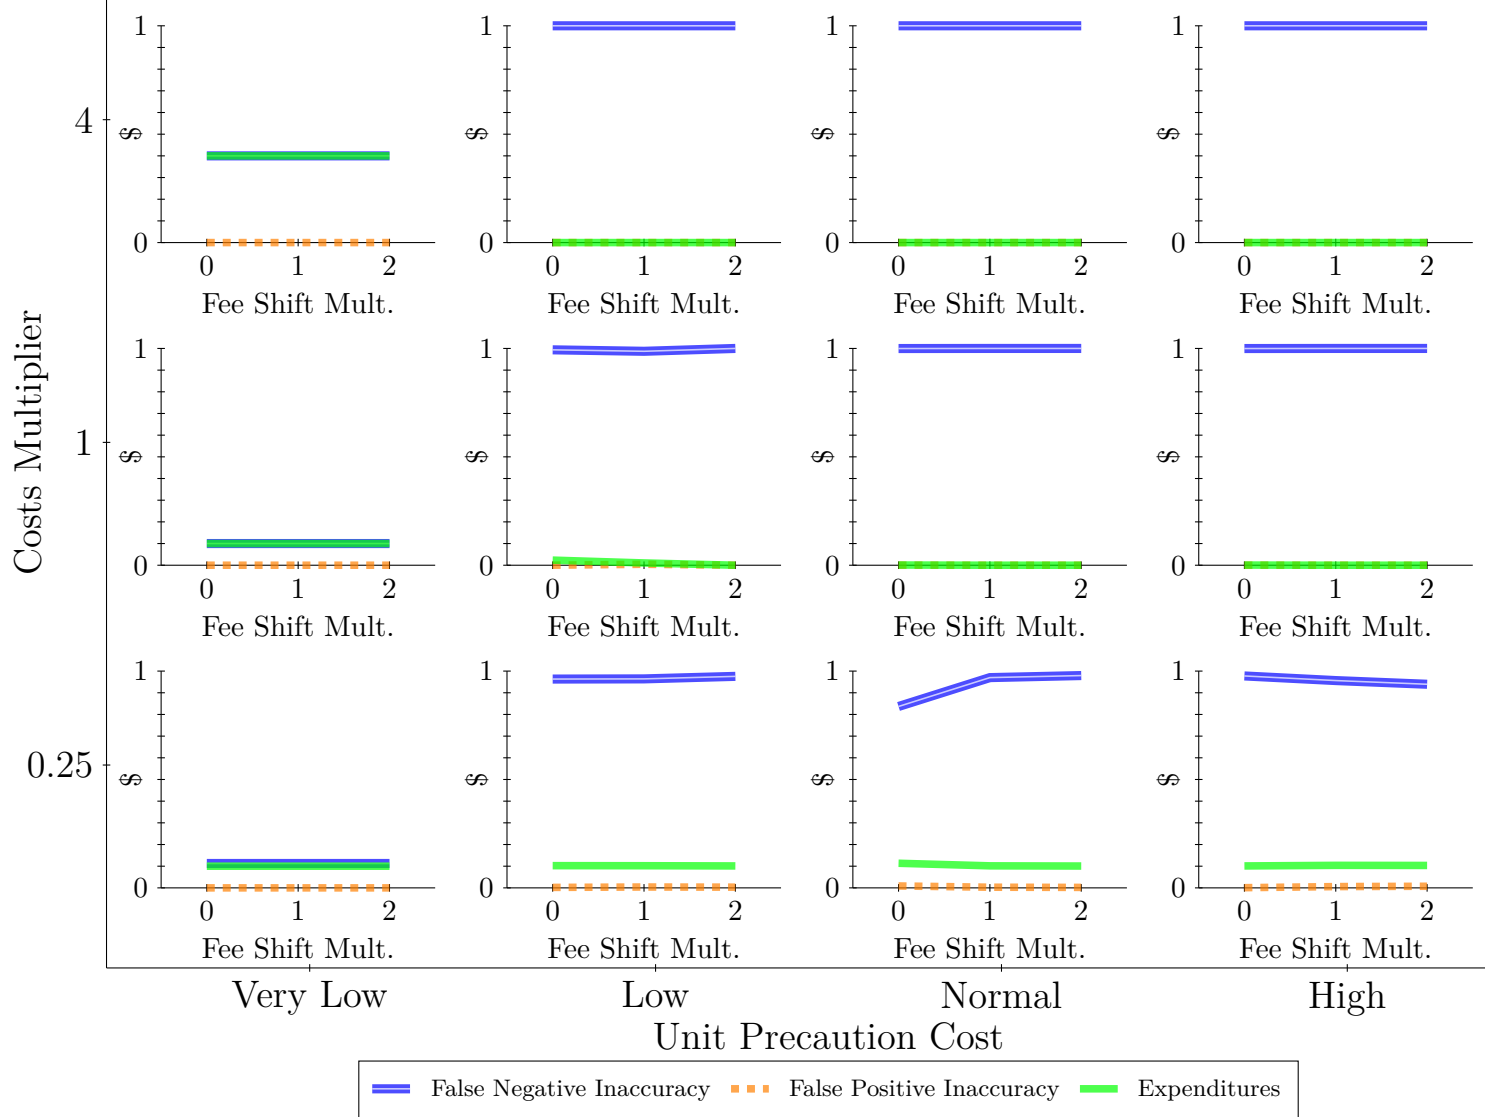 Costs Multiplier
4
1
$
0
0 1 2
Fee Shift Mult.
1
$
0
0 1 2
Fee Shift Mult.
1
$
0
0 1 2
Fee Shift Mult.
1
$
0
0 1 2
Fee Shift Mult.
1
1
$
0
0 1 2
Fee Shift Mult.
1
$
0
0 1 2
Fee Shift Mult.
1
$
0
0 1 2
Fee Shift Mult.
1
$
0
0 1 2
Fee Shift Mult.
0.25
1
$
0
0 1 2
Fee Shift Mult.
1
$
0
0 1 2
Fee Shift Mult.
1
$
0
0 1 2
Fee Shift Mult.
1
$
0
0 1 2
Fee Shift Mult.
Very Low Low Normal High
Unit Precaution Cost
False Negative Inaccuracy False Positive Inaccuracy Expenditures